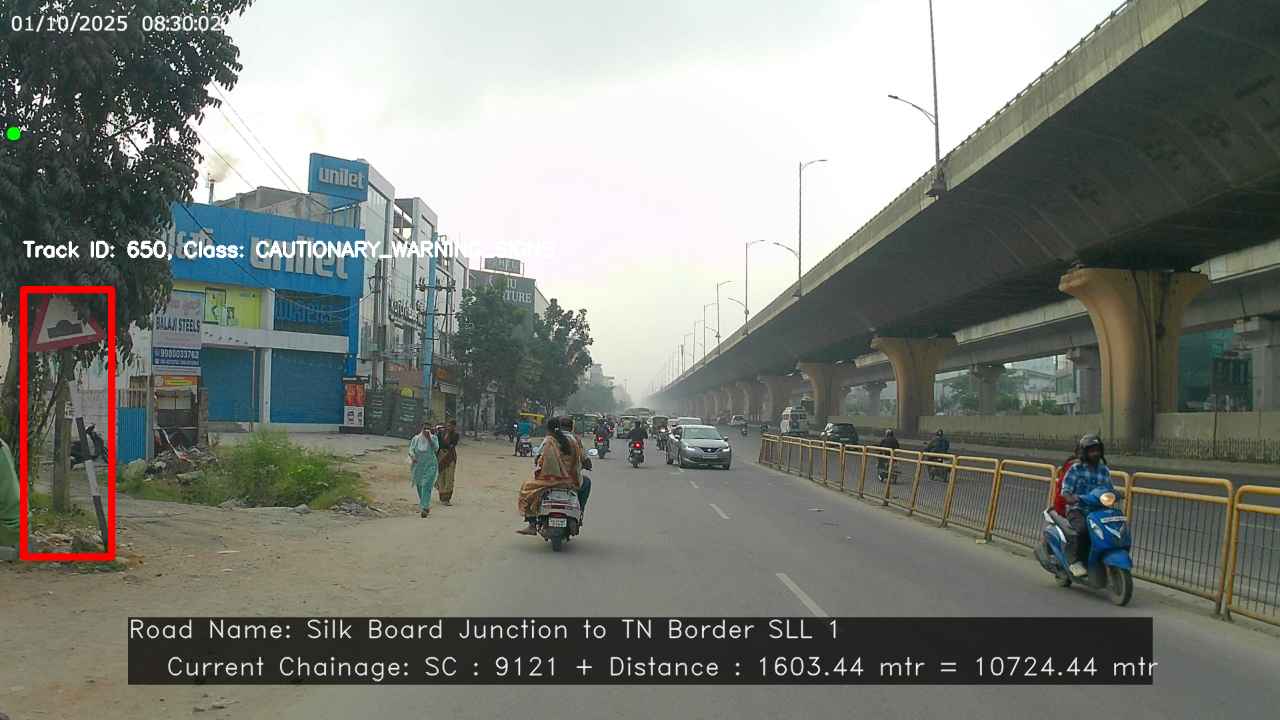 01/10/2025 08:30:02
unilet
unilet
Track ID: 650, Class: CAUTIONARY_WARNING_SIGNS
BALAJI STEELS
9980033762
Road Name: Silk Board Junction to TN Border SLL 1
Current Chainage: SC : 9121 + Distance : 1603.44 mtr = 10724.44 mtr